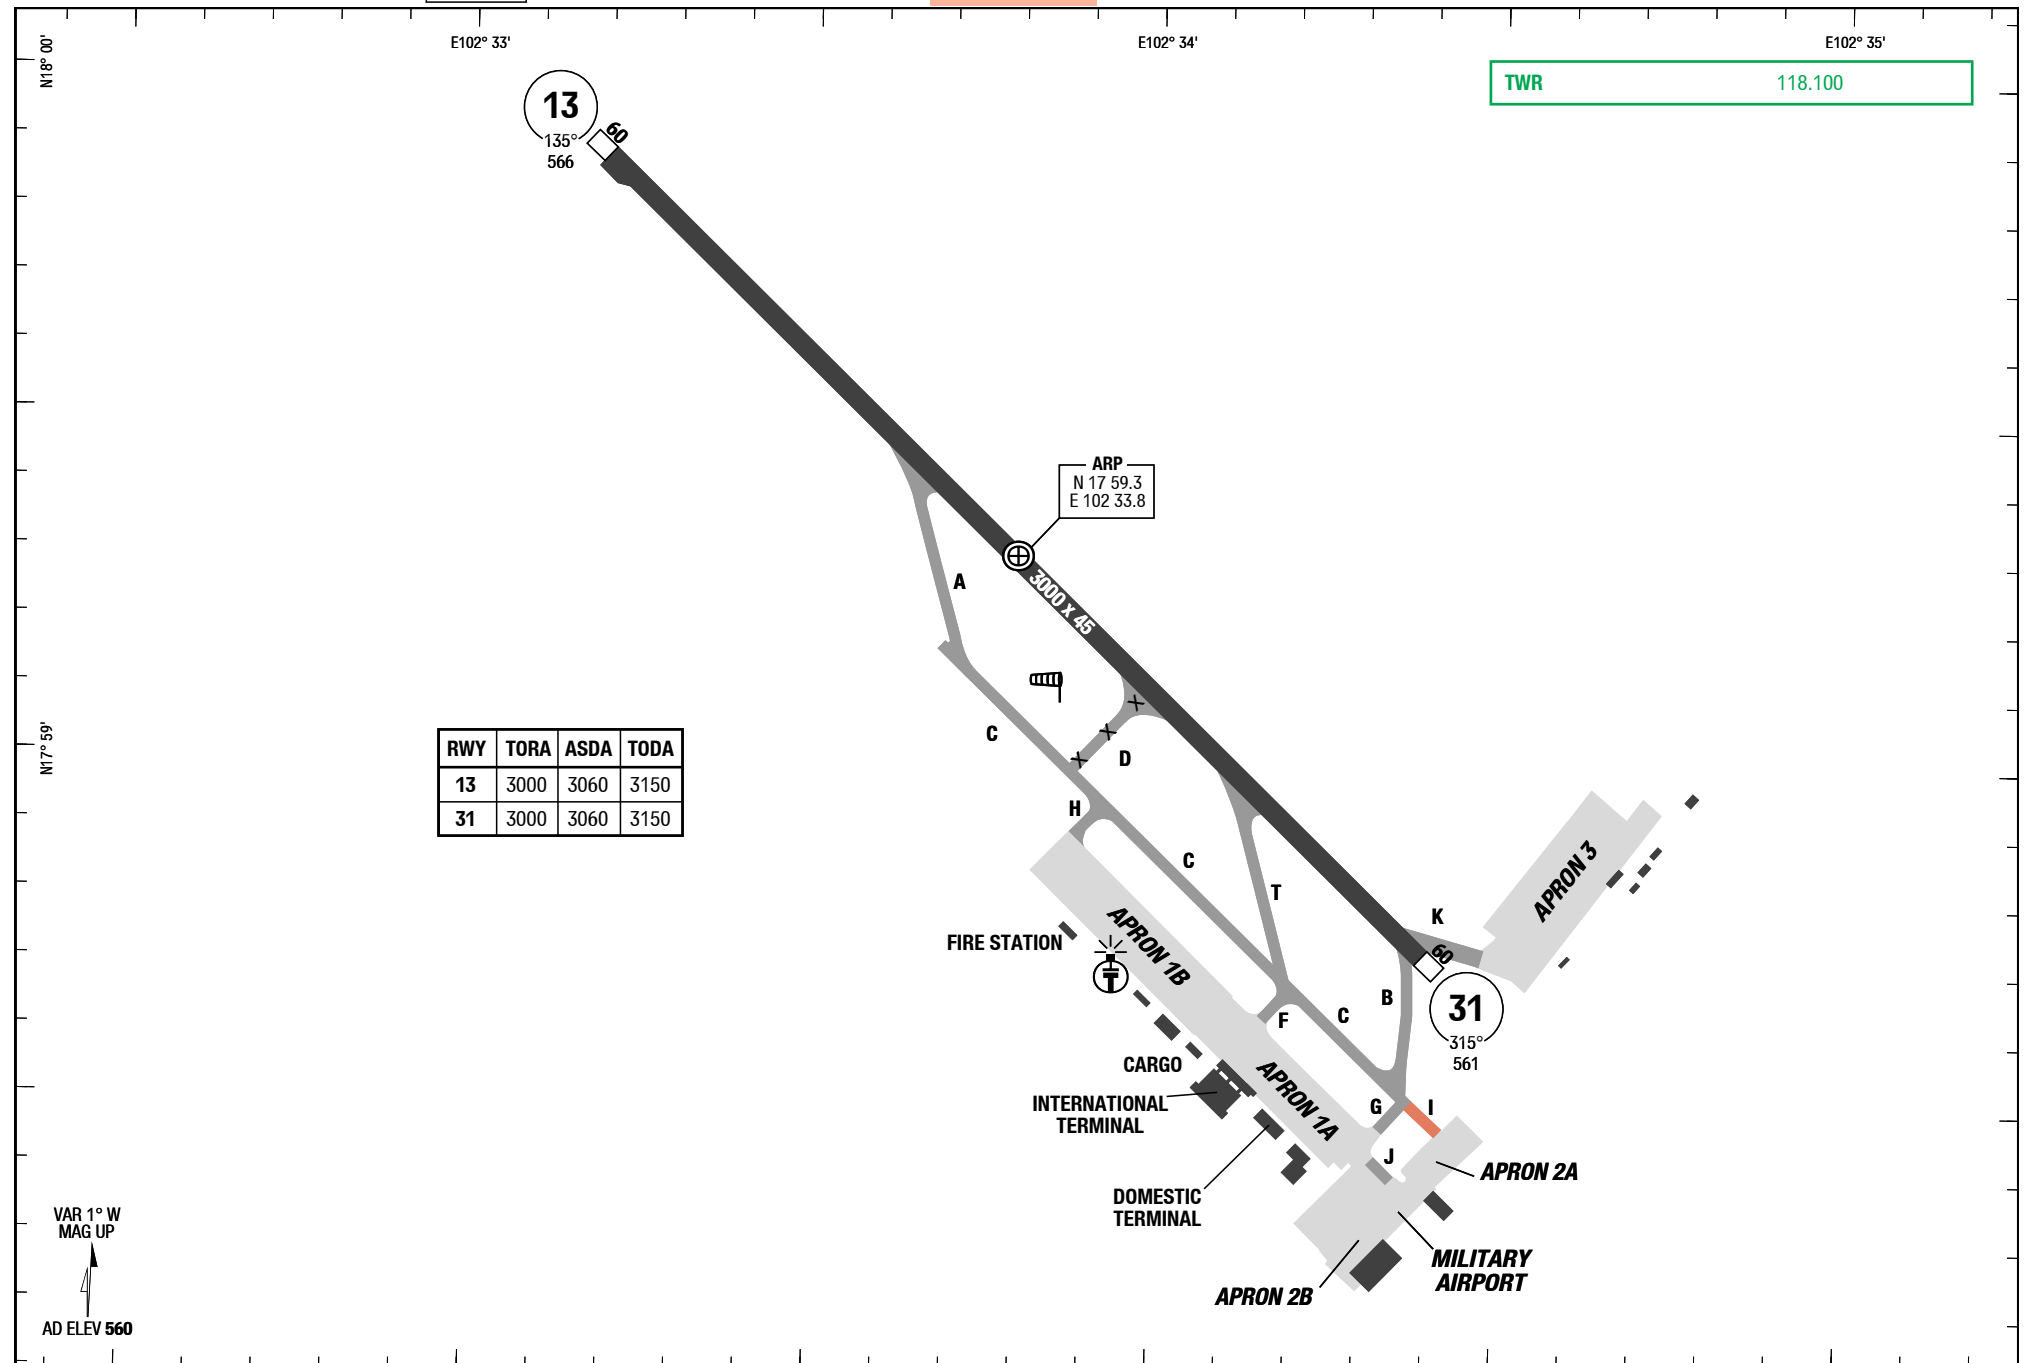 E102° 33'
E102° 34'
E102° 35'
N18° 00'
TWR 118.100
13
135°
566
60
ARP
N 17 59.3
E 102 33.8
A
3000 x 45
C
D
N17° 59'
RWY TORA ASDA TODA
13 3000 3060 3150
31 3000 3060 3150
H
C
T
APRON 3
K
60
FIRE STATION
APRON 1B
B
31
315°
561
F
C
CARGO
INTERNATIONAL
TERMINAL
APRON 1A
G
I
J
APRON 2A
DOMESTIC
TERMINAL
MILITARY
AIRPORT
APRON 2B
VAR 1° W
MAG UP
AD ELEV 560